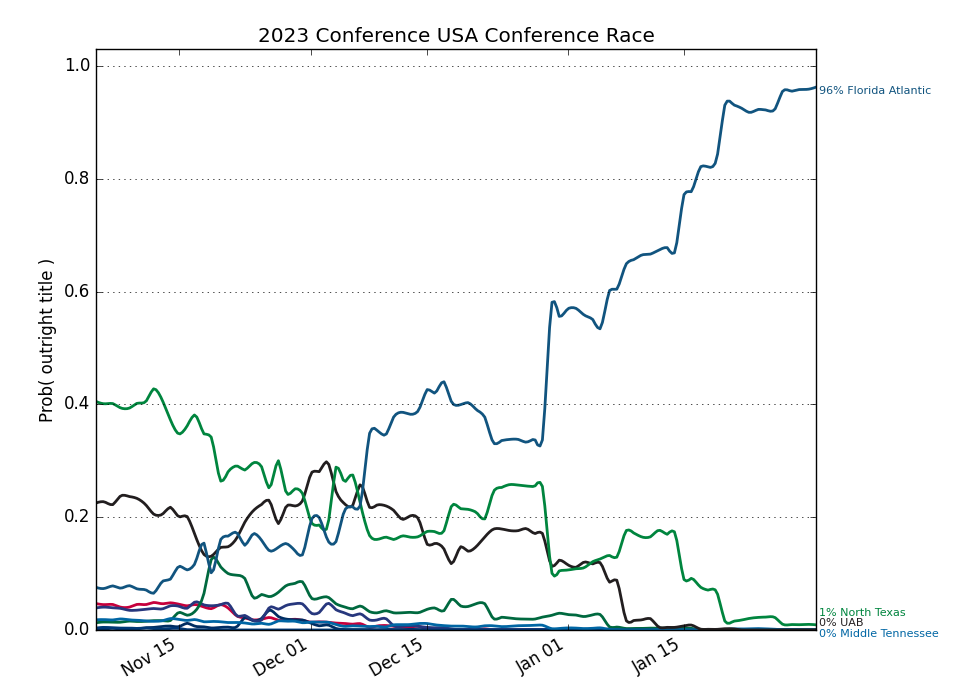 2023 Conference USA Conference Race
Prob( outright title )
1.0
0.8
0.6
0.4
0.2
0.0
Nov 15
Dec 01
Dec 15
Jan 01
Jan 15
96% Florida Atlantic
1% North Texas
0% UAB
0% Middle Tennessee